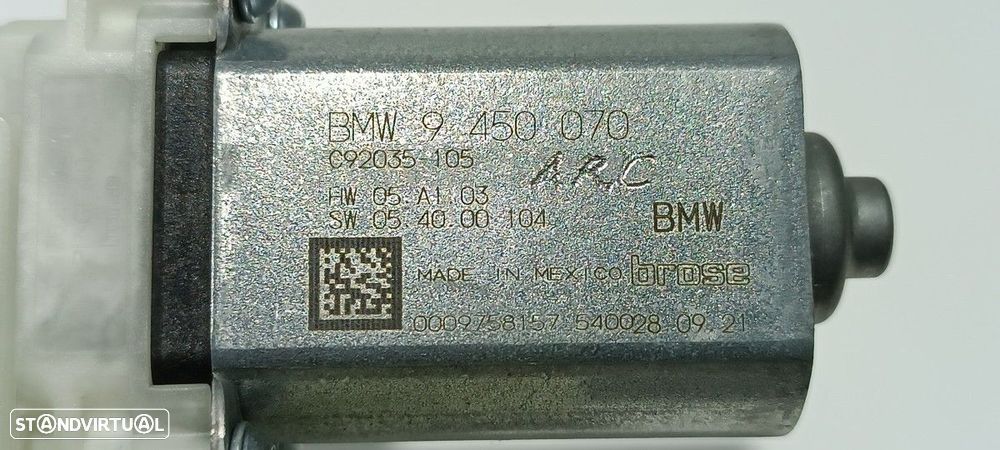 BMW 9 450 070
C92035-105
A.R.C
HW 05 AI 03
SW 05 40 00 104
BMW
MADE IN MEXICO brose
0009758157 540028 09.21
STANDVIRTUAL